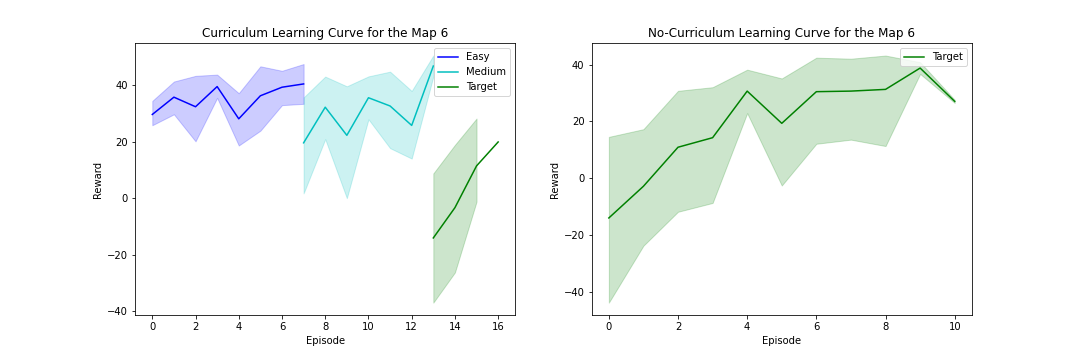 Curriculum Learning Curve for the Map 6
Easy
Medium
Target
40
20
0
−20
−40
Reward
0 2 4 6 8 10 12 14 16
Episode
No-Curriculum Learning Curve for the Map 6
Target
40
20
0
−20
−40
Reward
0 2 4 6 8 10
Episode